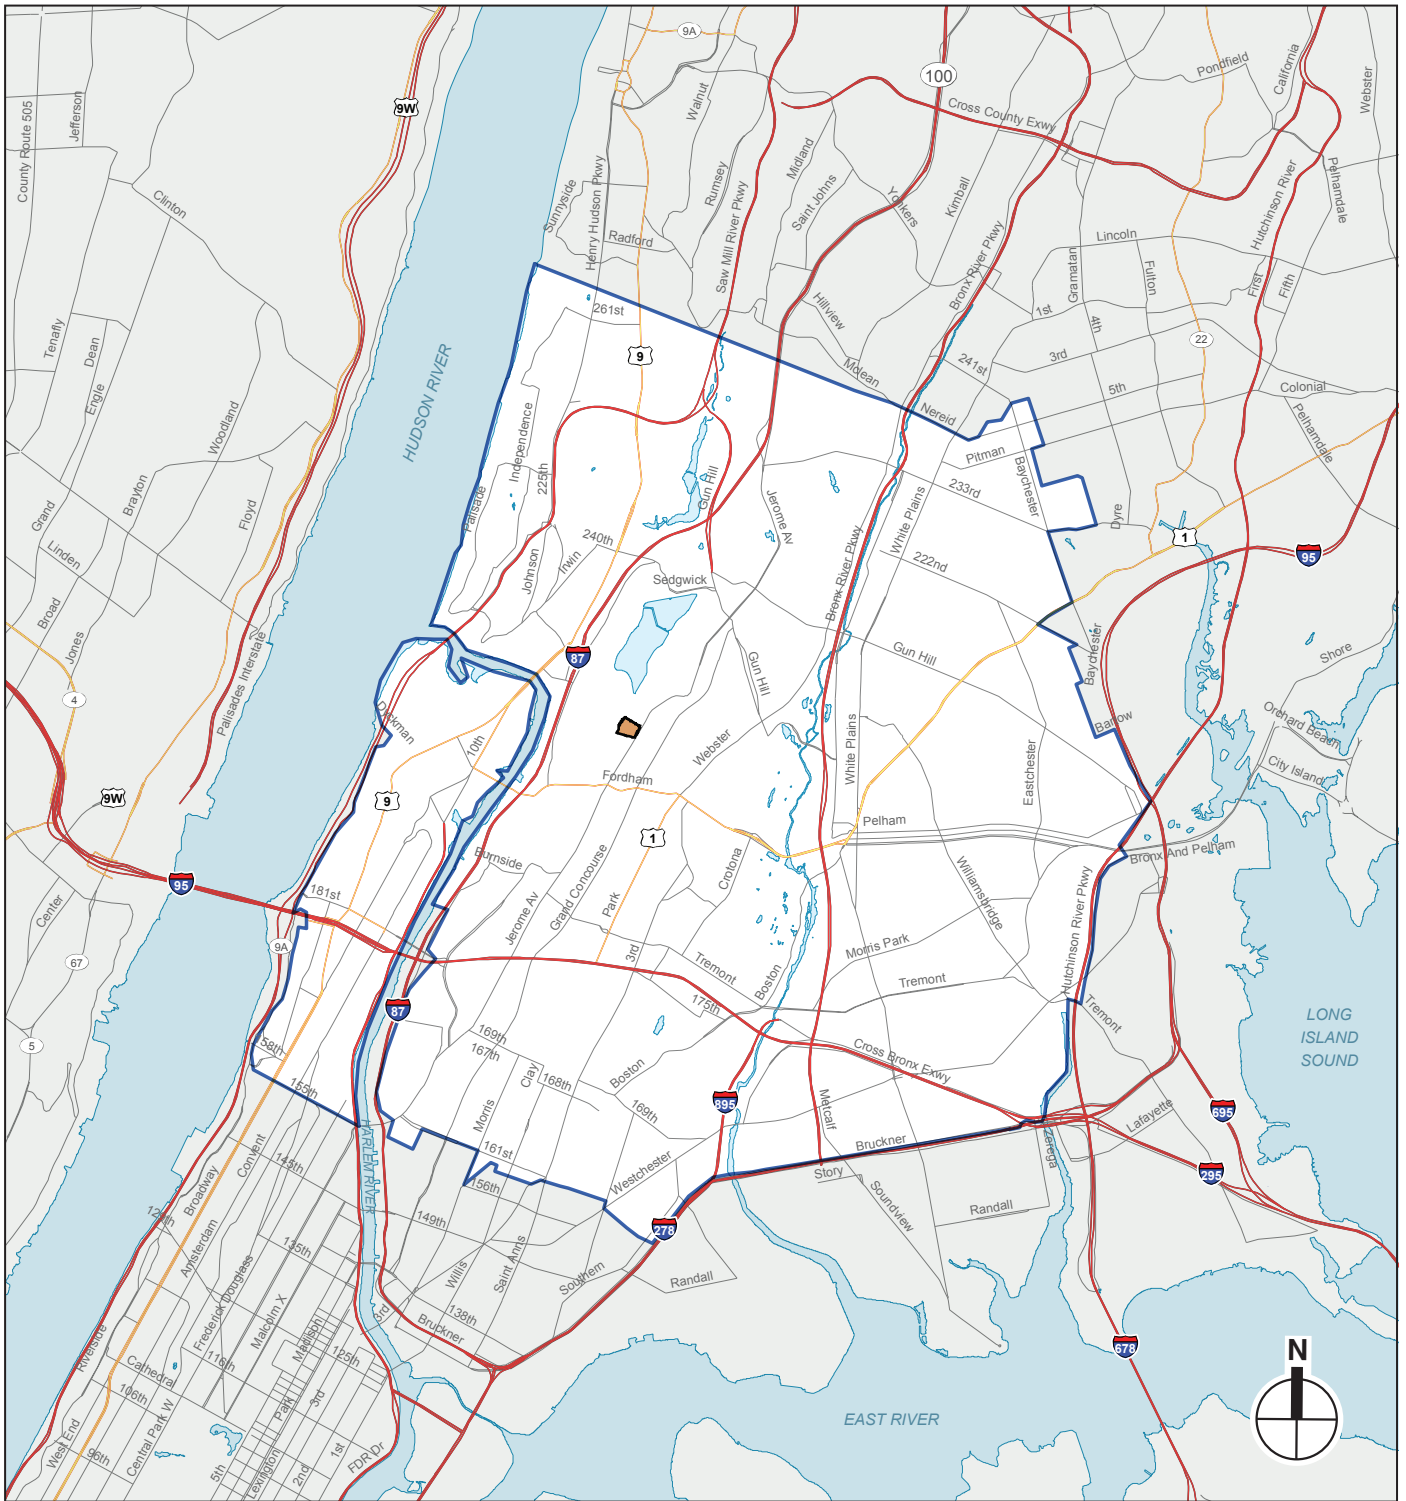 9A
9W
100
Pondfield
California
Webster
County Route 505
Jefferson
Walnut
Cross County Exwy
Midland
Clinton
Sunnyside
Henry Hudson Pkwy
Rumsey
Saw Mill River Pkwy
Saint Johns
Yonkers
Kimball
Pelhamdale
Hutchinson River
Radford
Bronx River Pkwy
Lincoln
Gramatan
Fulton
First
Fifth
261st
Hillview
1st
4th
22
Tenafly
Dean
9
Mclean
241st
3rd
HUDSON RIVER
Engle
5th
Colonial
Woodland
Independence
Nereid
Pelhamdale
Pitman
Brayton
225th
Gun Hill
233rd
Baychester
Grand
Floyd
Palisade
Jerome Av
White Plains
Dyre
Linden
240th
1
95
Johnson
Irwin
Sedgwick
Bronx River Pkwy
222nd
Broad
Jones
Palisades Interstate
87
Gun Hill
Gun Hill
Baychester
Shore
4
Dyckman
10th
Webster
White Plains
Barlow
Orchard Beach
Eastchester
City Island
9W
9
Fordham
1
Pelham
Burnside
Crotona
Bronx And Pelham
95
181st
Jerome Av
Grand Concourse
Park
Williamsbridge
Hutchinson River Pkwy
Center
9A
3rd
Tremont
Boston
Morris Park
67
Tremont
175th
Tremont
87
LONG
ISLAND
SOUND
5
58th
169th
167th
Cross Bronx Exwy
155th
Clay
168th
Boston
169th
895
Metcalf
695
Morris
Lafayette
HARLEM RIVER
161st
Bruckner
Zerega
Convent
145th
Westchester
Story
295
Broadway
156th
Soundview
Randall
149th
278
Amsterdam
135th
Saint Anns
Willis
Southern
Randall
Frederick Douglass
Malcolm X
3rd
138th
Bruckner
Madison
125th
678
N
Riverside
116th
Cathedral
106th
Park
3rd
EAST RIVER
West End
96th
Central Park W
5th
Lexington
2nd
1st
FDR Dr